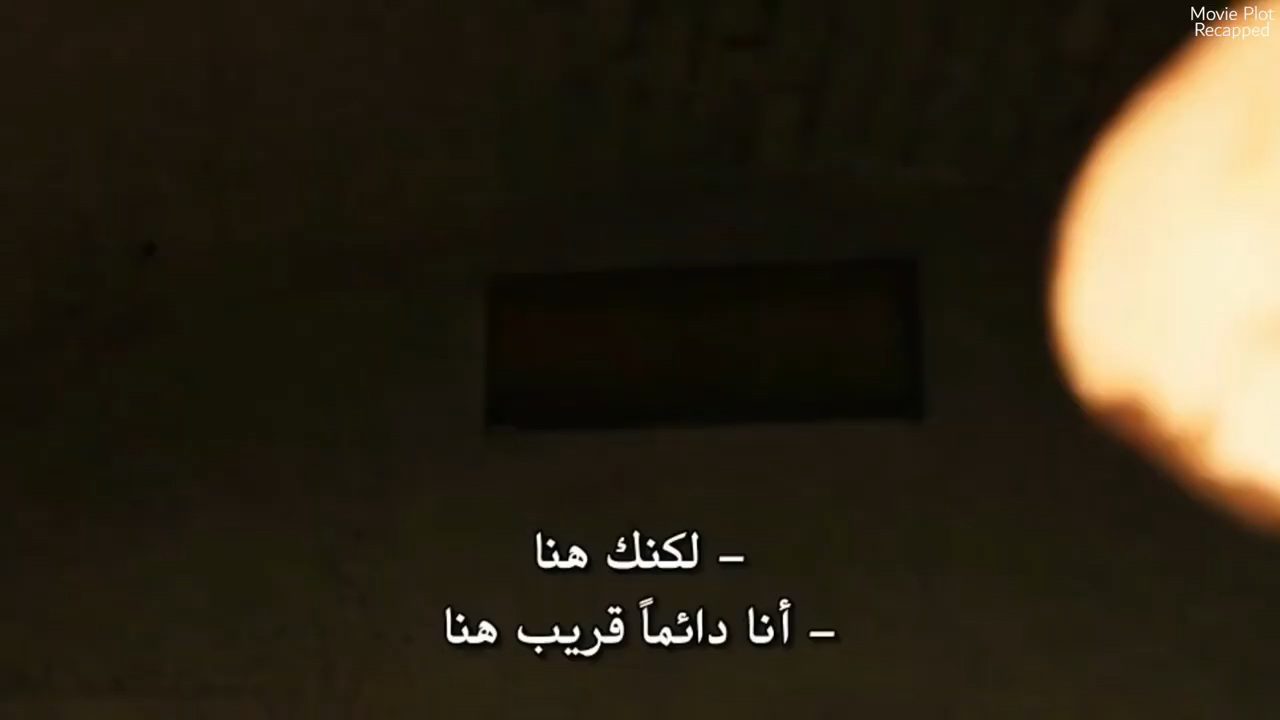 Movie Plot
Recapped
– لكنك هنا
– أنا دائماً قريب هنا